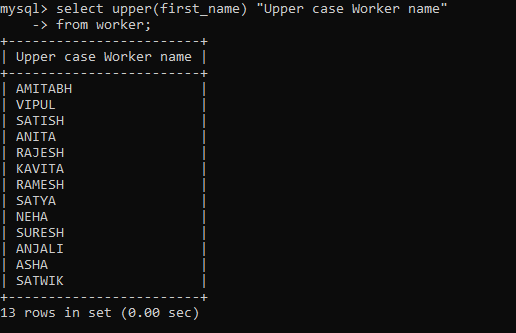 mysql> select upper(first_name) "Upper case Worker name"
    -> from worker;
+------------------------+
| Upper case Worker name |
+------------------------+
| AMITABH                |
| VIPUL                  |
| SATISH                 |
| ANITA                  |
| RAJESH                 |
| KAVITA                 |
| RAMESH                 |
| SATYA                  |
| NEHA                   |
| SURESH                 |
| ANJALI                 |
| ASHA                   |
| SATWIK                 |
+------------------------+
13 rows in set (0.00 sec)